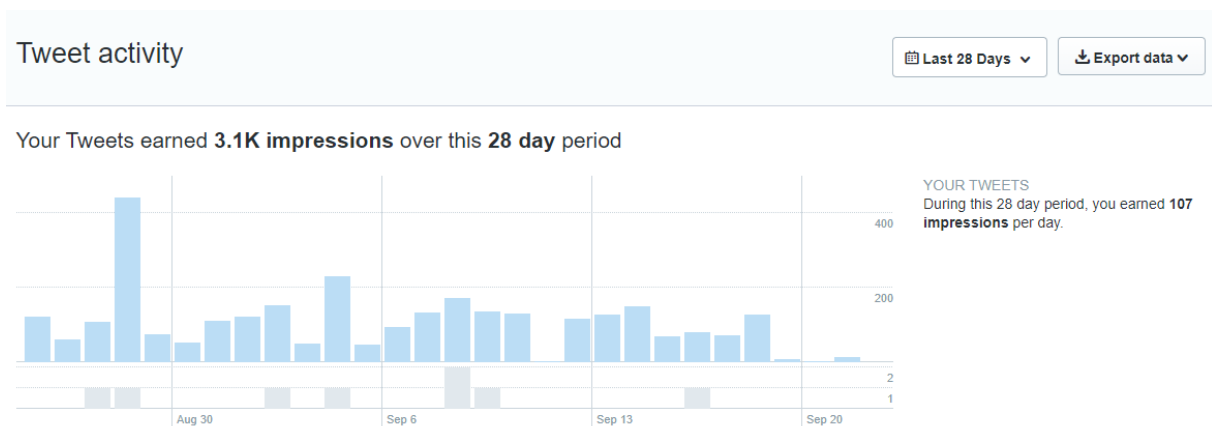 Tweet activity
Last 28 Days
Export data
Your Tweets earned 3.1K impressions over this 28 day period
YOUR TWEETS
During this 28 day period, you earned 107
impressions per day.
400
200
2
1
Aug 30
Sep 6
Sep 13
Sep 20